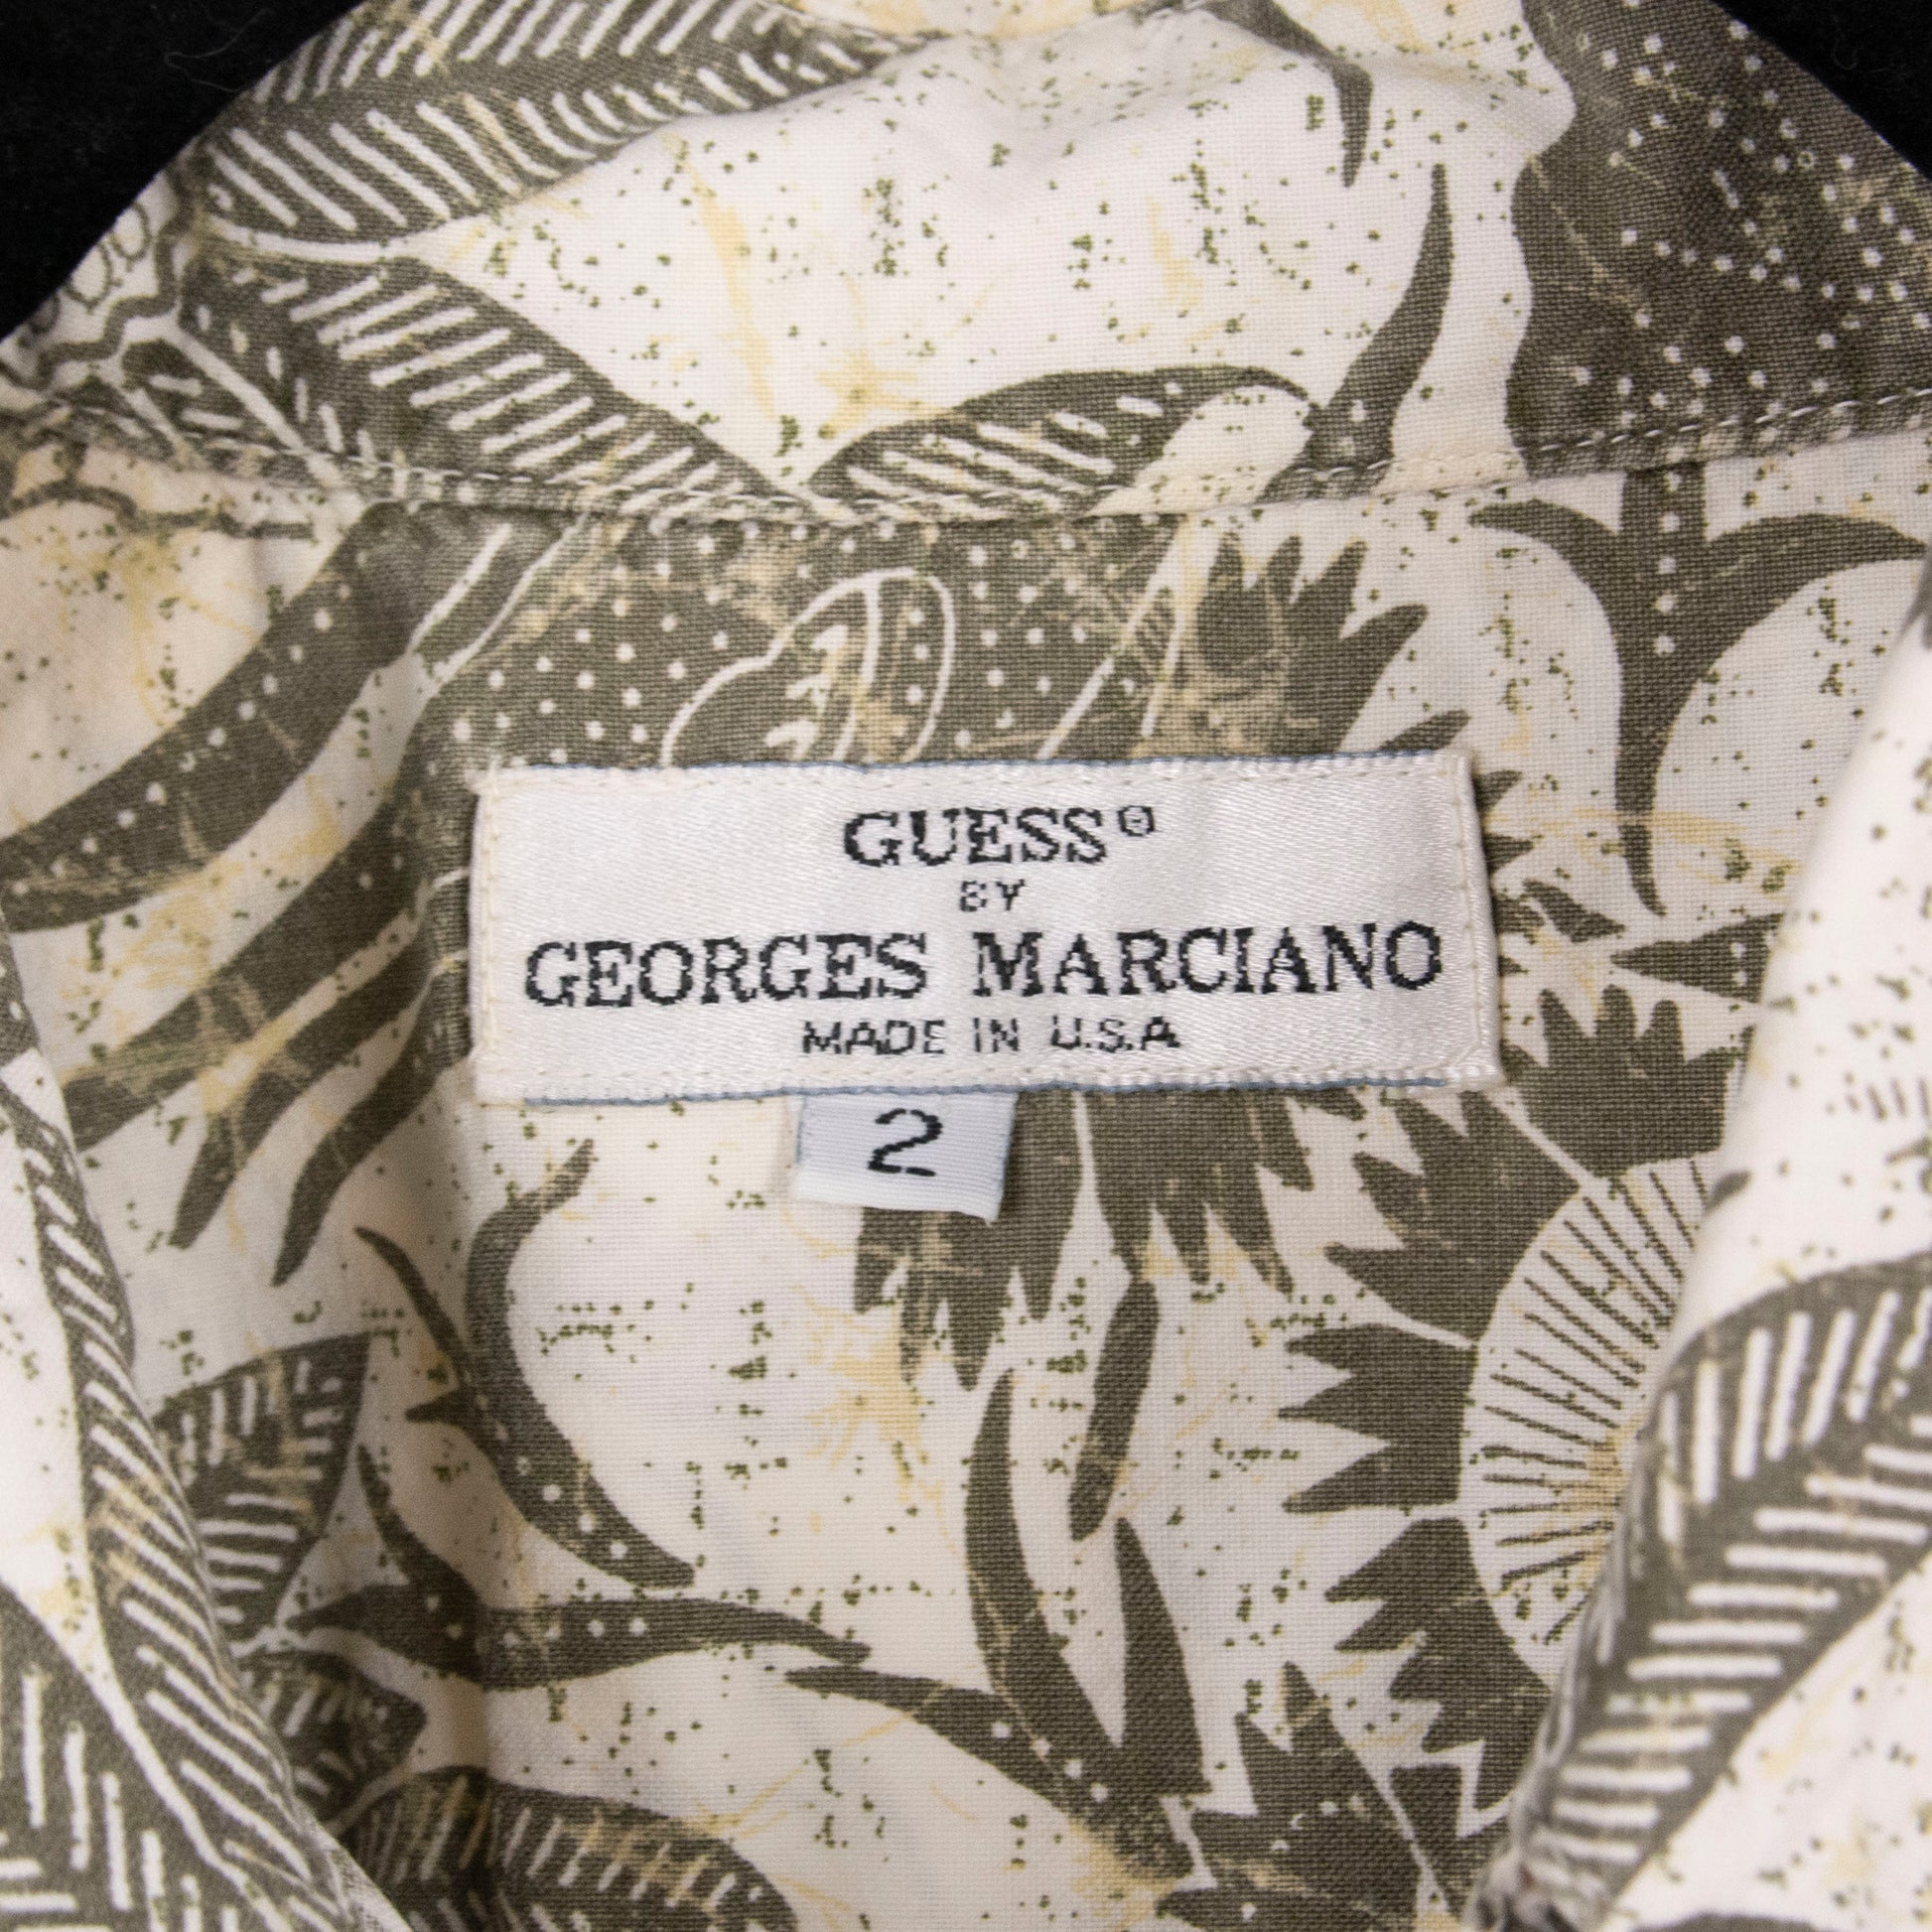 GUESS®
BY
GEORGES MARCIANO
MADE IN U.S.A
2